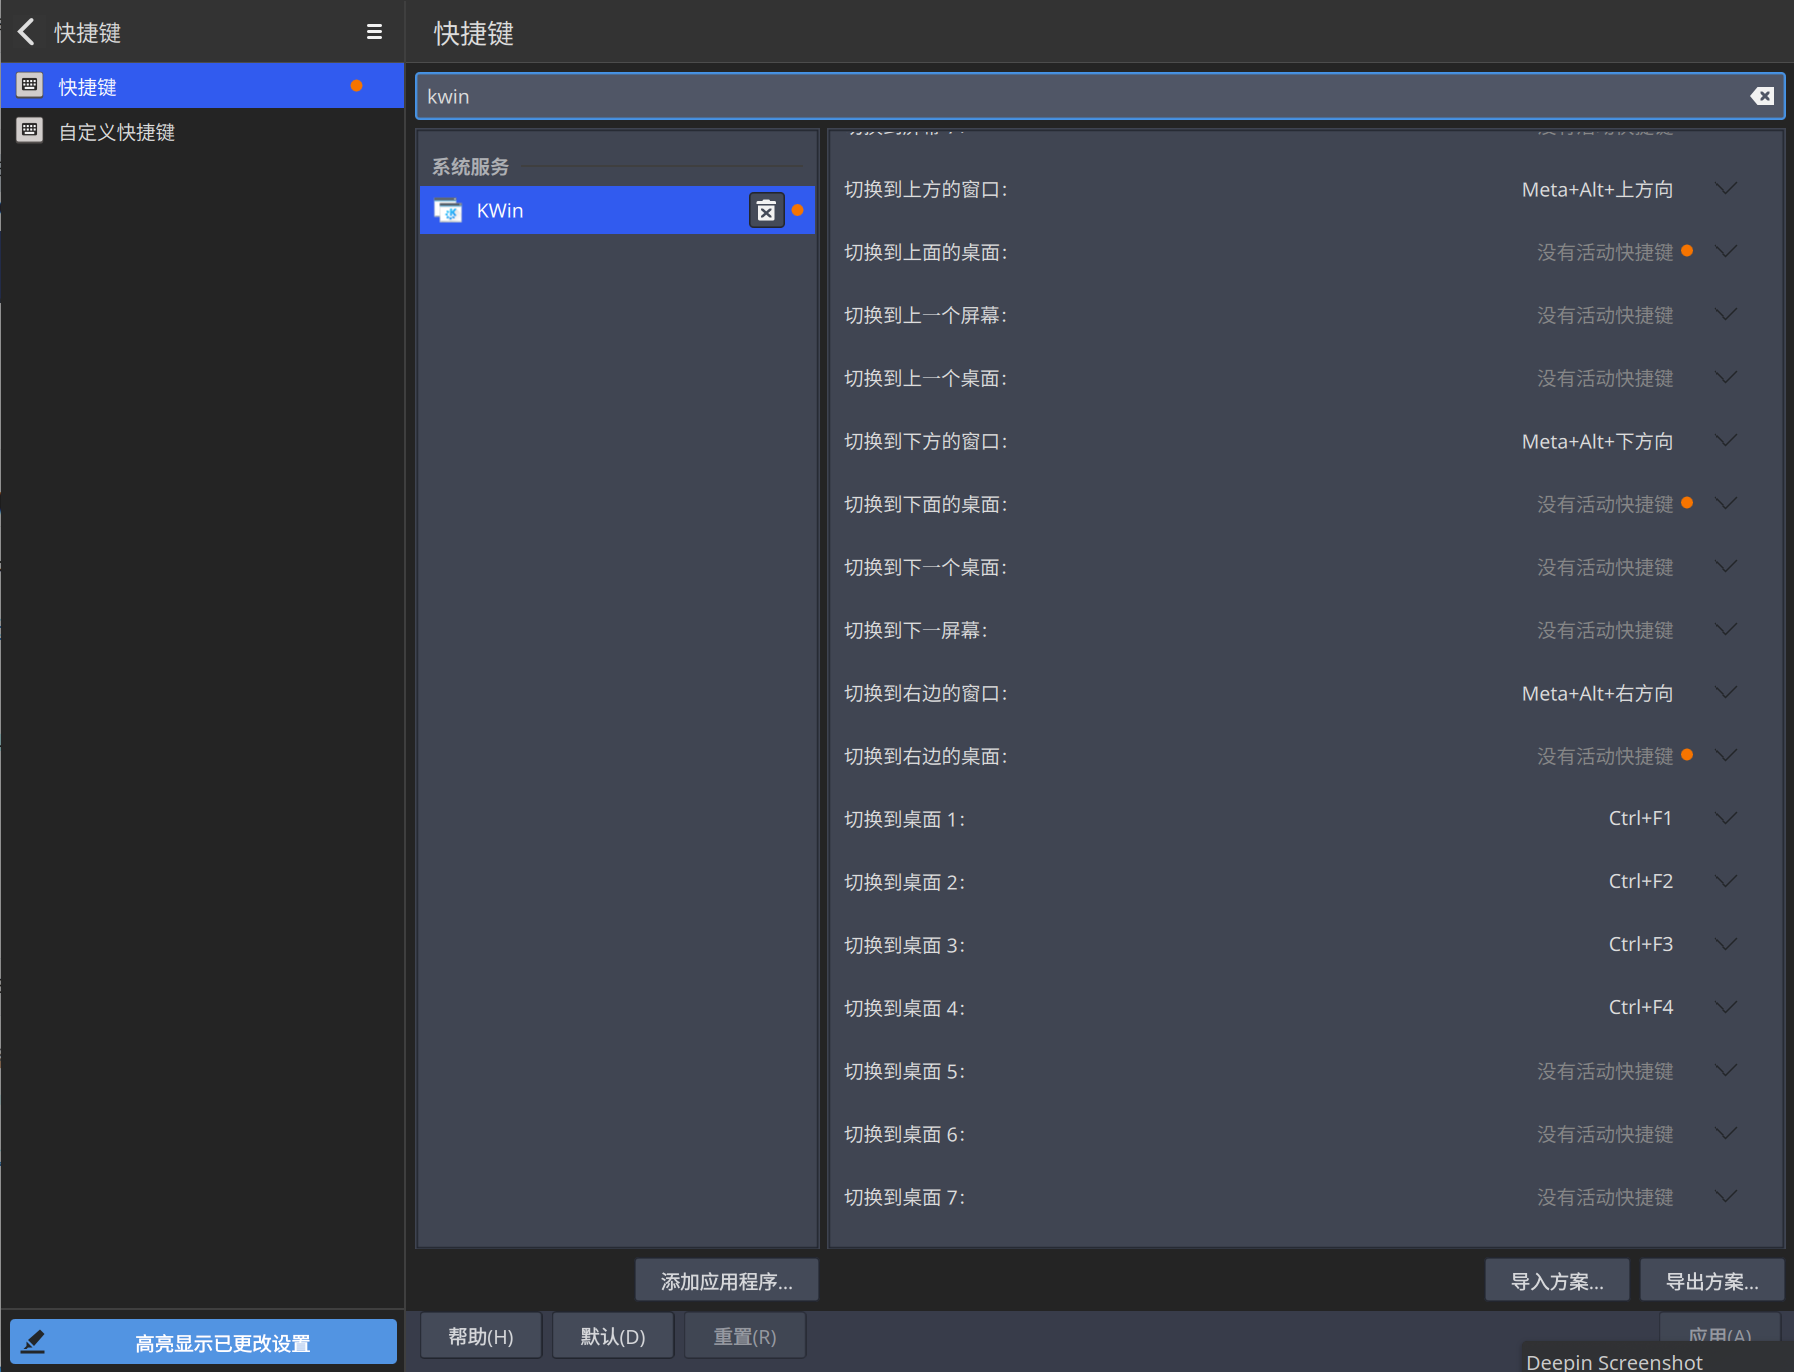 快捷键
快捷键
自定义快捷键
高亮显示已更改设置
快捷键
kwin
系统服务
KWin
切换到上方的窗口： Meta+Alt+上方向
切换到上面的桌面： 没有活动快捷键
切换到上一个屏幕： 没有活动快捷键
切换到上一个桌面： 没有活动快捷键
切换到下方的窗口： Meta+Alt+下方向
切换到下面的桌面： 没有活动快捷键
切换到下一个桌面： 没有活动快捷键
切换到下一屏幕： 没有活动快捷键
切换到右边的窗口： Meta+Alt+右方向
切换到右边的桌面： 没有活动快捷键
切换到桌面 1： Ctrl+F1
切换到桌面 2： Ctrl+F2
切换到桌面 3： Ctrl+F3
切换到桌面 4： Ctrl+F4
切换到桌面 5： 没有活动快捷键
切换到桌面 6： 没有活动快捷键
切换到桌面 7： 没有活动快捷键
添加应用程序... 导入方案... 导出方案...
帮助(H) 默认(D) 重置(R) 应用(A)
Deepin Screenshot